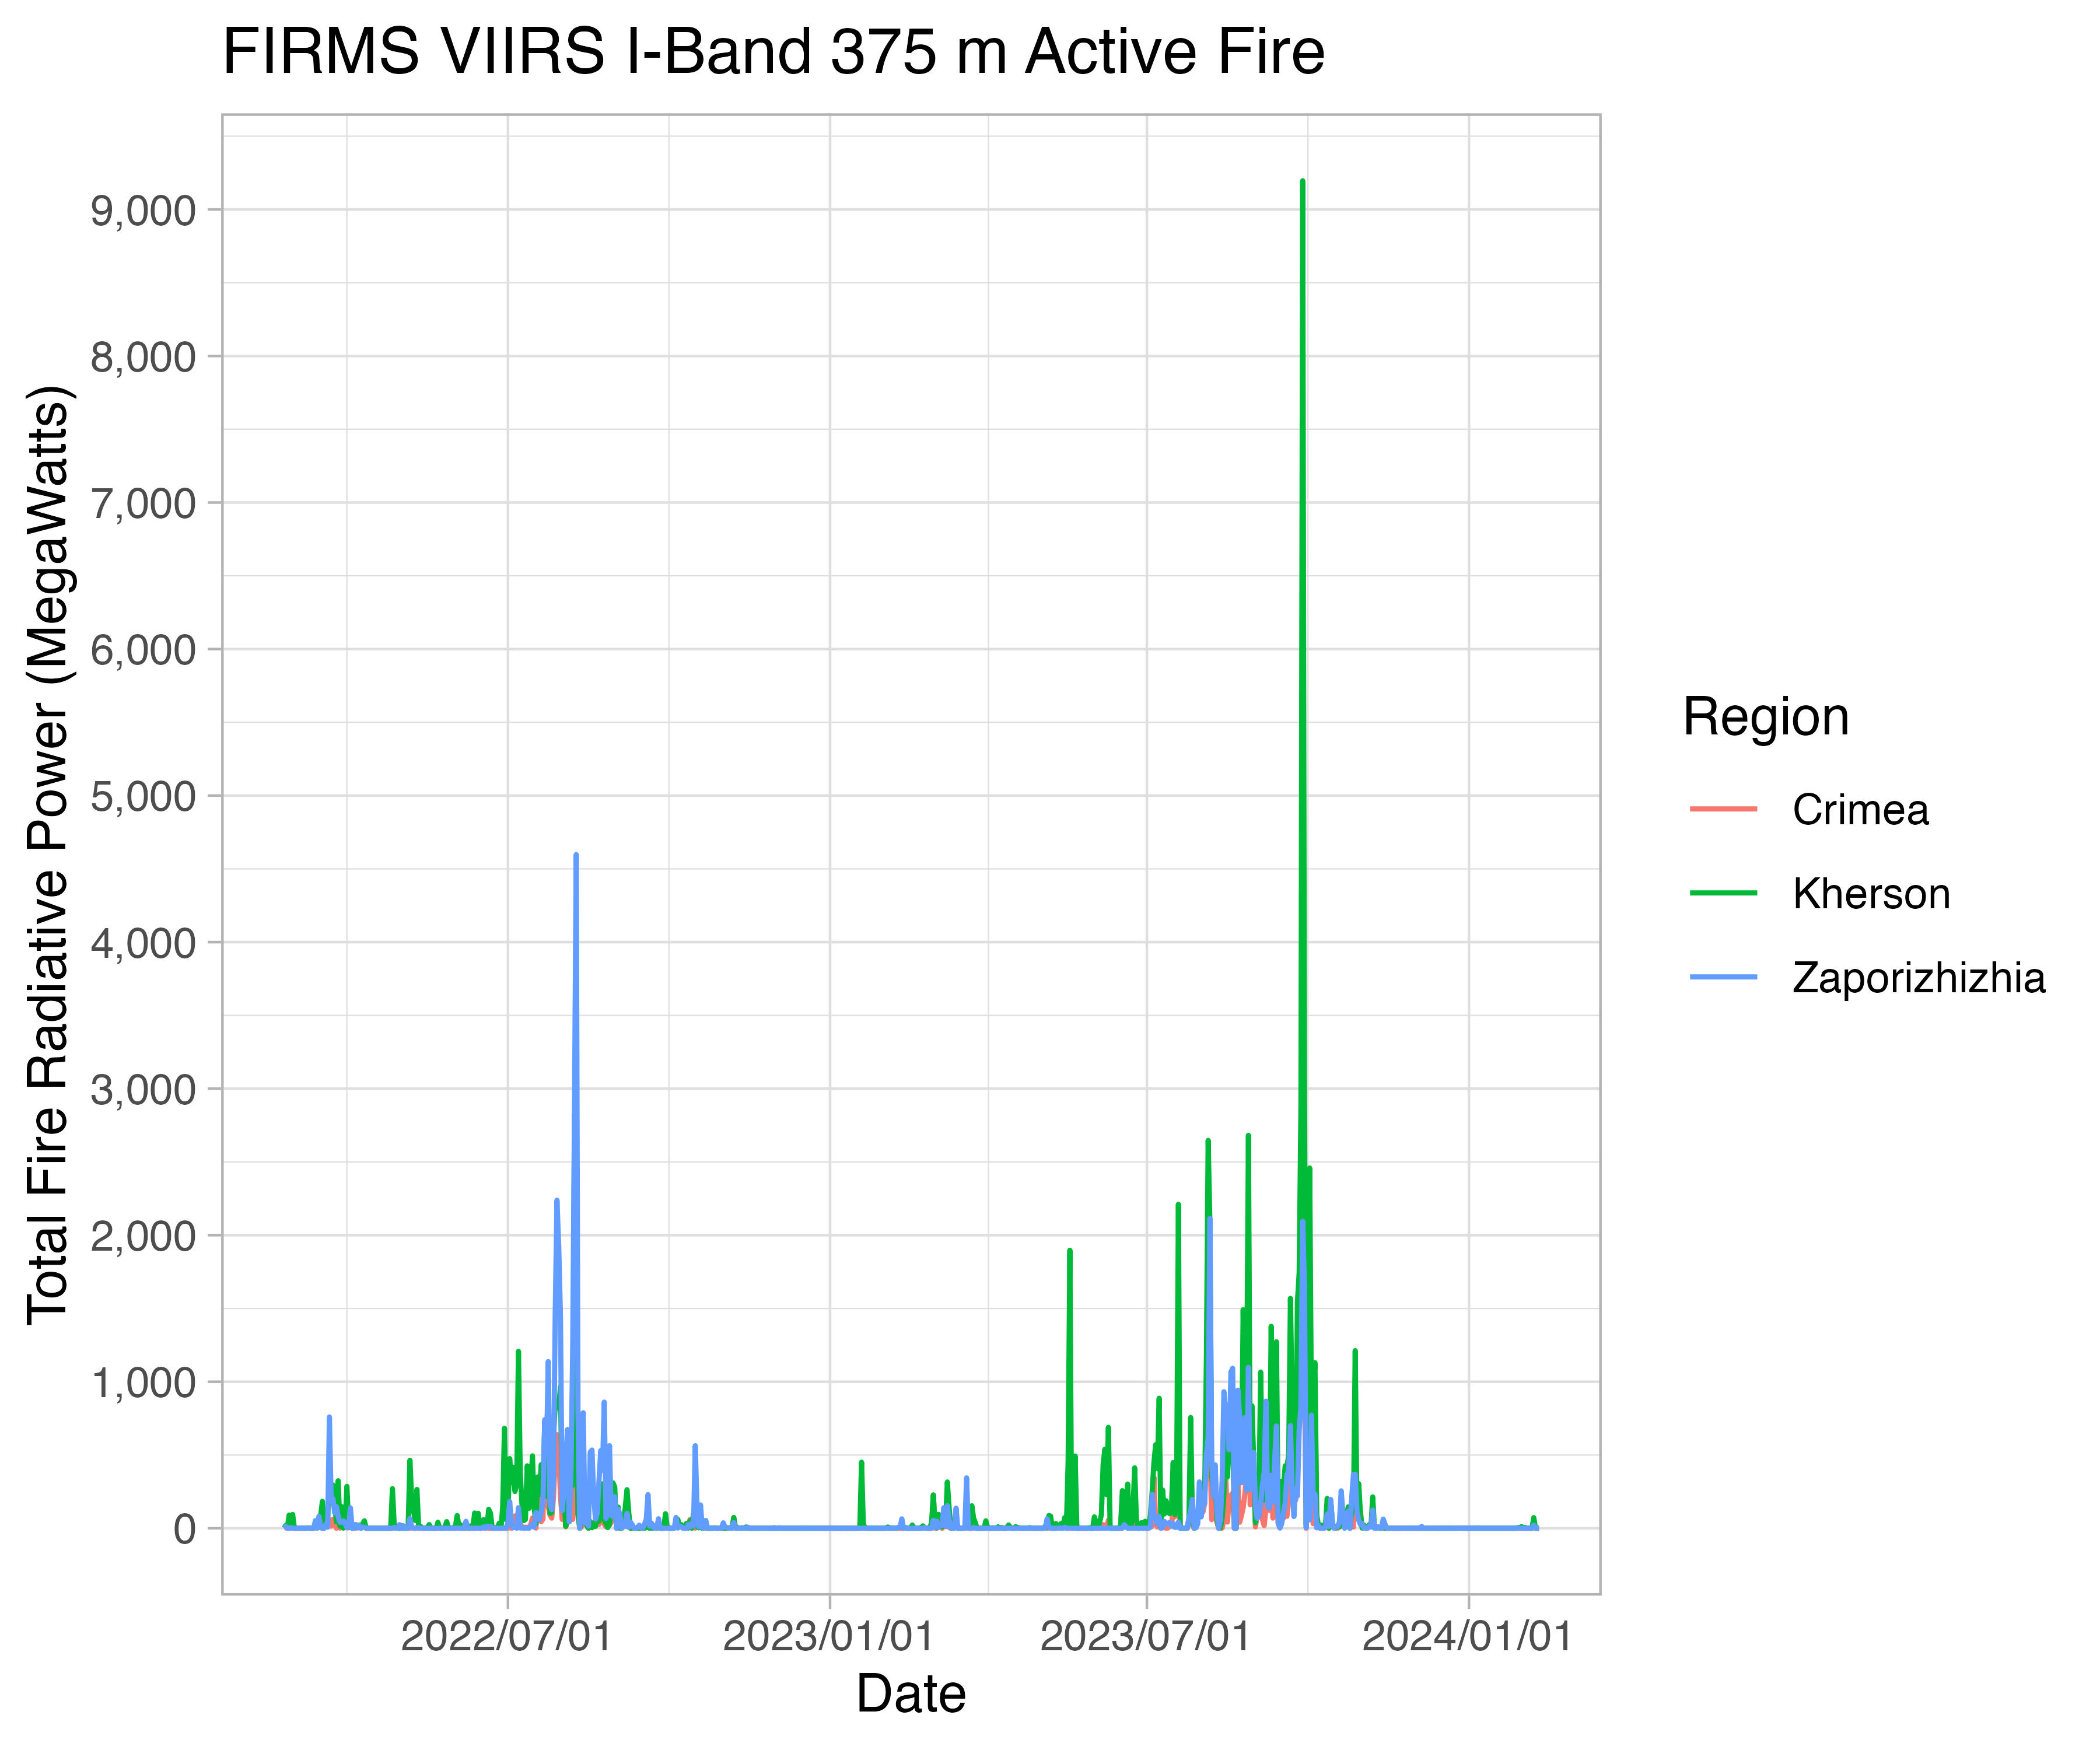 FIRMS VIIRS I-Band 375 m Active Fire
Total Fire Radiative Power (MegaWatts)
9,000
8,000
7,000
6,000
5,000
4,000
3,000
2,000
1,000
0
2022/07/01
2023/01/01
2023/07/01
2024/01/01
Date
Region
Crimea
Kherson
Zaporizhizhia